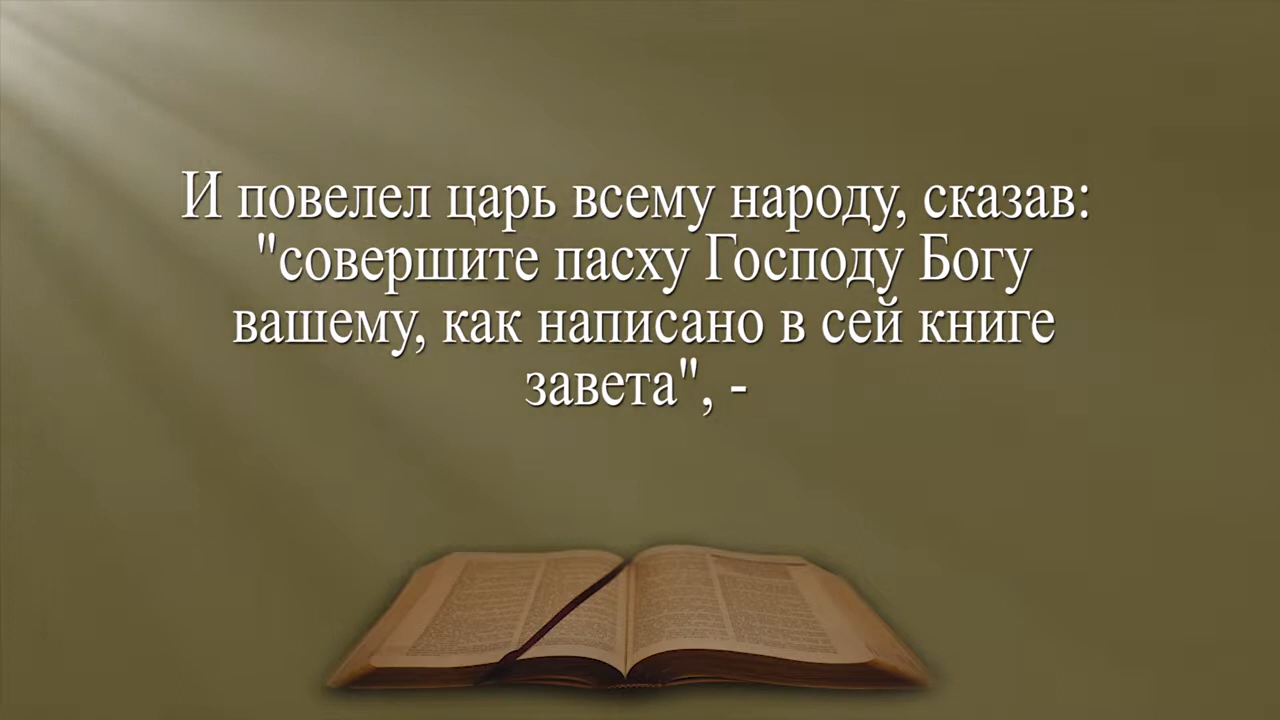 И повелел царь всему народу, сказав:
"совершите пасху Господу Богу
вашему, как написано в сей книге
завета", -